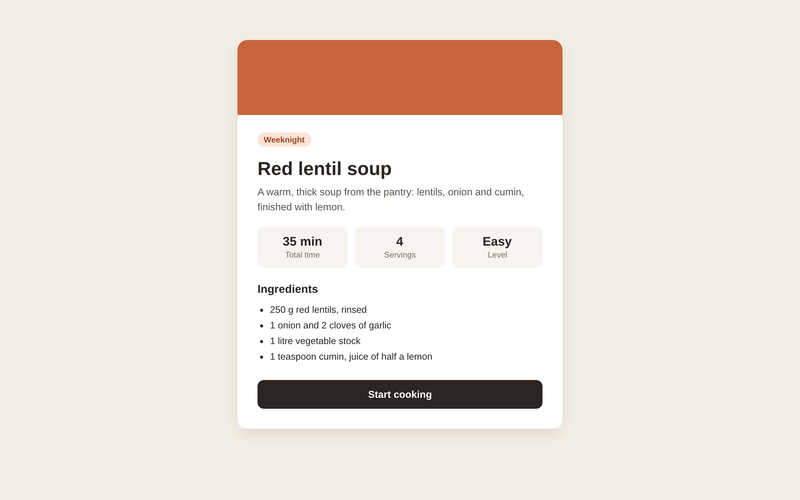 Weeknight
Red lentil soup
A warm, thick soup from the pantry: lentils, onion and cumin,
finished with lemon.
35 min
Total time
4
Servings
Easy
Level
Ingredients
250 g red lentils, rinsed
1 onion and 2 cloves of garlic
1 litre vegetable stock
1 teaspoon cumin, juice of half a lemon
Start cooking